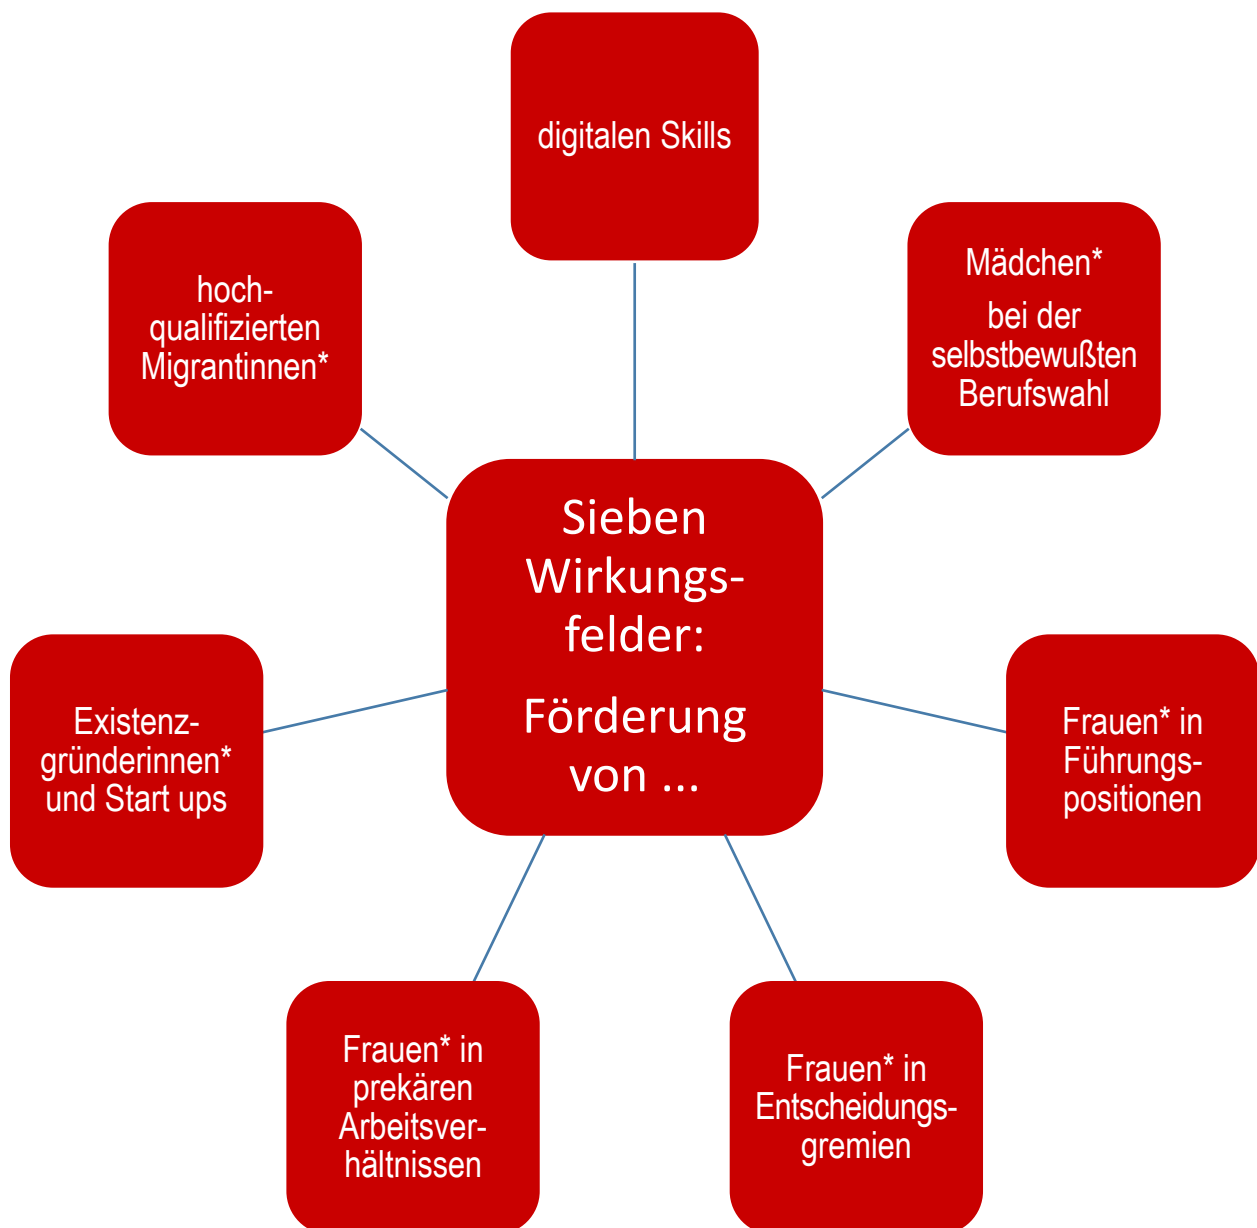 digitalen Skills
hoch-
qualifizierten
Migrantinnen*
Mädchen*
bei der
selbstbewußten
Berufswahl
Sieben
Wirkungs-
felder:
Förderung
von ...
Existenz-
gründerinnen*
und Start ups
Frauen* in
Führungs-
positionen
Frauen* in
prekären
Arbeitsver-
hältnissen
Frauen* in
Entscheidungs-
gremien